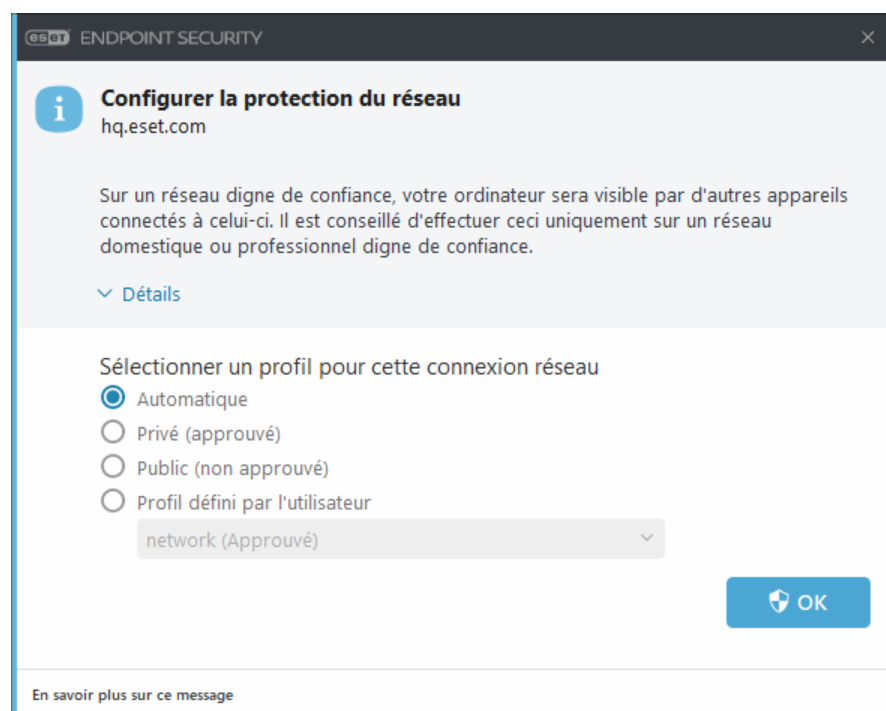 eset ENDPOINT SECURITY
Configurer la protection du réseau
hq.eset.com
Sur un réseau digne de confiance, votre ordinateur sera visible par d'autres appareils
connectés à celui-ci. Il est conseillé d'effectuer ceci uniquement sur un réseau
domestique ou professionnel digne de confiance.
Détails
Sélectionner un profil pour cette connexion réseau
Automatique
Privé (approuvé)
Public (non approuvé)
Profil défini par l'utilisateur
network (Approuvé)
OK
En savoir plus sur ce message